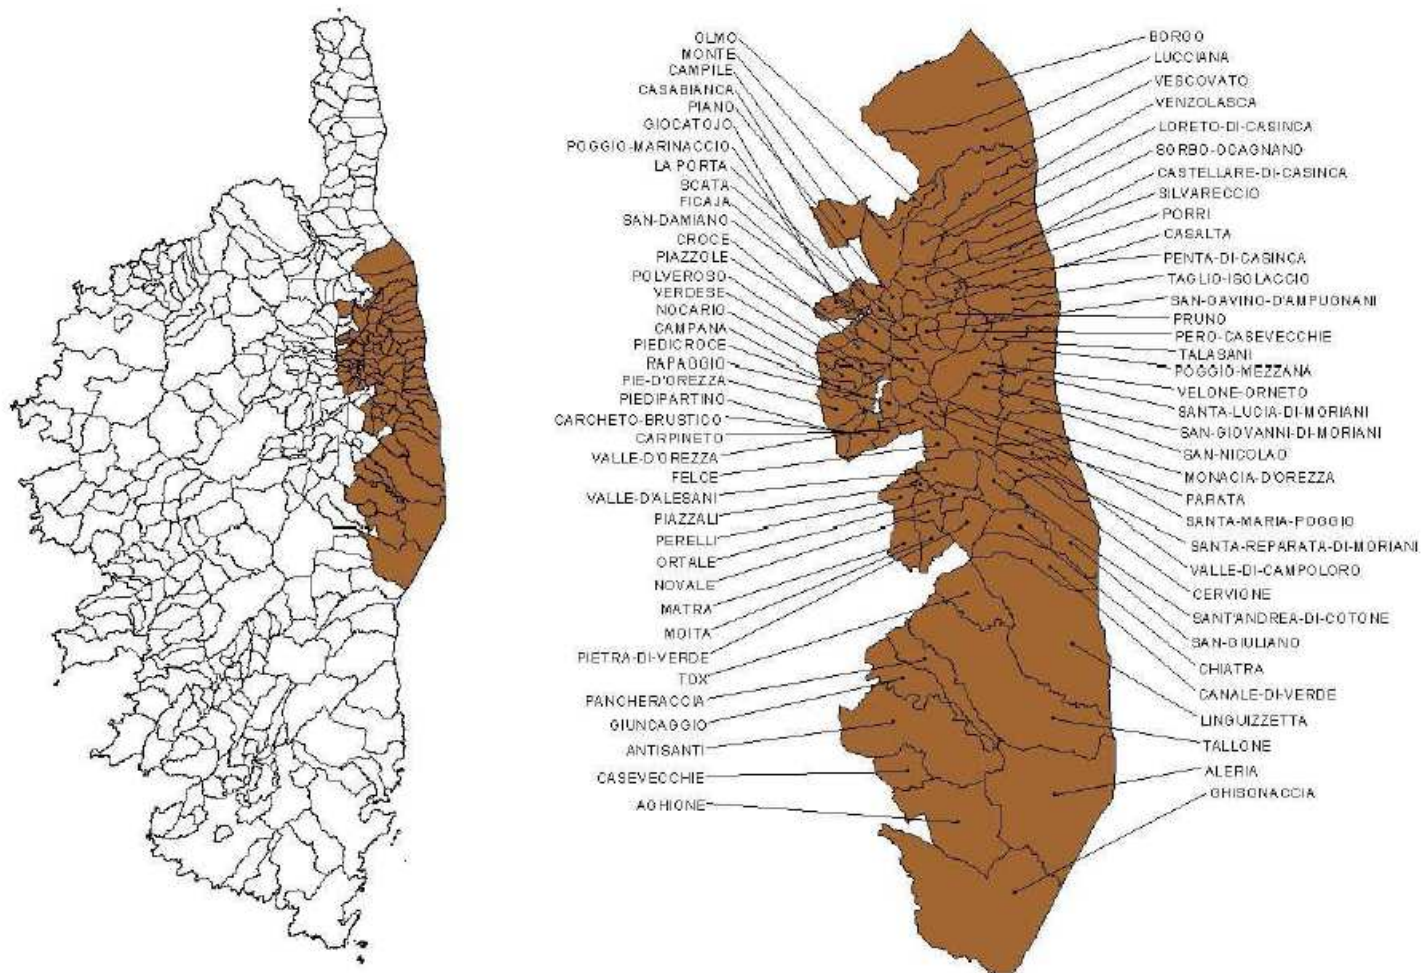 OLMO
MONTE
CAMPILE
CASABIANCA
PIANO
GIOCATOJO
POGGIO-MARINACCIO
LA PORTA
SCATA
FICAJA
SAN-DAMIANO
CROCE
PIAZZOLE
POLVEROSO
VERDESE
NOCARIO
CAMPANA
PIEDICROCE
RAPAGGIO
PIE-D'OREZZA
PIEDIPARTINO
CARCHETO-BRUSTICO
CARPINETO
VALLE-D'OREZZA
FELCE
VALLE-D'ALESANI
PIAZZALI
PERELLI
ORTALE
NOVALE
MATRA
MOITA
PIETRA-DI-VERDE
TOX
PANCHERACCIA
GIUNCAGGIO
ANTISANTI
CASEVECCHIE
AGHIONE
BORGO
LUCCIANA
VESCOVATO
VENZOLASCA
LORETO-DI-CASINCA
SORBO-OCAGNANO
CASTELLARE-DI-CASINCA
SILVARECCIO
PORRI
CASALTA
PENTA-DI-CASINCA
TAGLIO-ISOLACCIO
SAN-GAVINO-D'AMPUGNANI
PRUNO
PERO-CASEVECCHIE
TALASANI
POGGIO-MEZZANA
VELONE-ORNETO
SANTA-LUCIA-DI-MORIANI
SAN-GIOVANNI-DI-MORIANI
SAN-NICOLAO
MONACIA-D'OREZZA
PARATA
SANTA-MARIA-POGGIO
SANTA-REPARATA-DI-MORIANI
VALLE-DI-CAMPOLORO
CERVIONE
SANT'ANDREA-DI-COTONE
SAN-GIULIANO
CHIATRA
CANALE-DI-VERDE
LINGUIZZETTA
TALLONE
ALERIA
GHISONACCIA